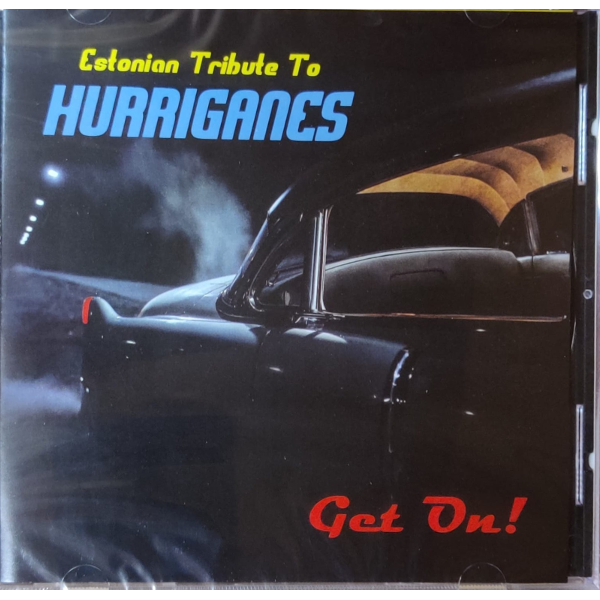 Estonian Tribute To
HURRIGANES
Get On!